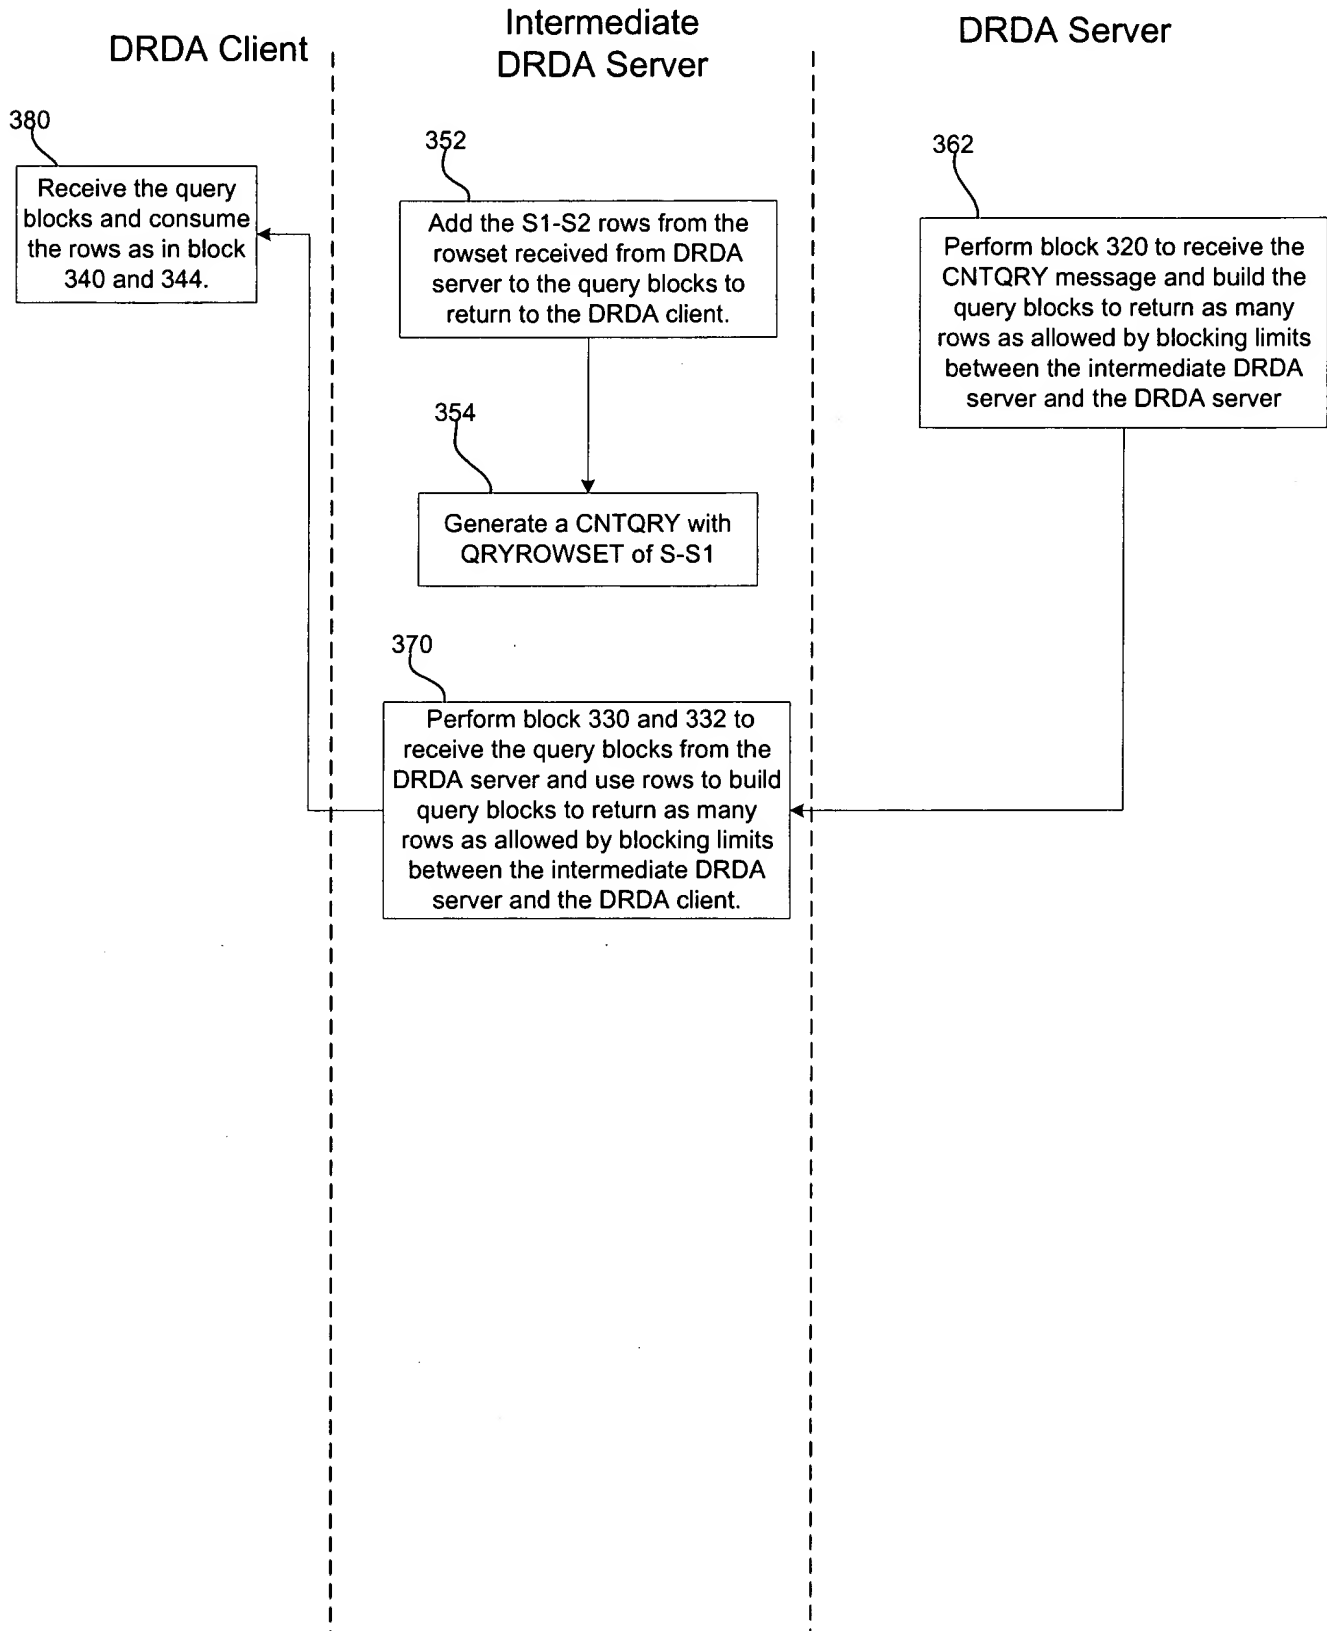 DRDA Client
Intermediate
DRDA Server
DRDA Server
380
Receive the query
blocks and consume
the rows as in block
340 and 344.
352
Add the S1-S2 rows from the
rowset received from DRDA
server to the query blocks to
return to the DRDA client.
362
Perform block 320 to receive the
CNTQRY message and build the
query blocks to return as many
rows as allowed by blocking limits
between the intermediate DRDA
server and the DRDA server
354
Generate a CNTQRY with
QRYROWSET of S-S1
370
Perform block 330 and 332 to
receive the query blocks from the
DRDA server and use rows to build
query blocks to return as many
rows as allowed by blocking limits
between the intermediate DRDA
server and the DRDA client.